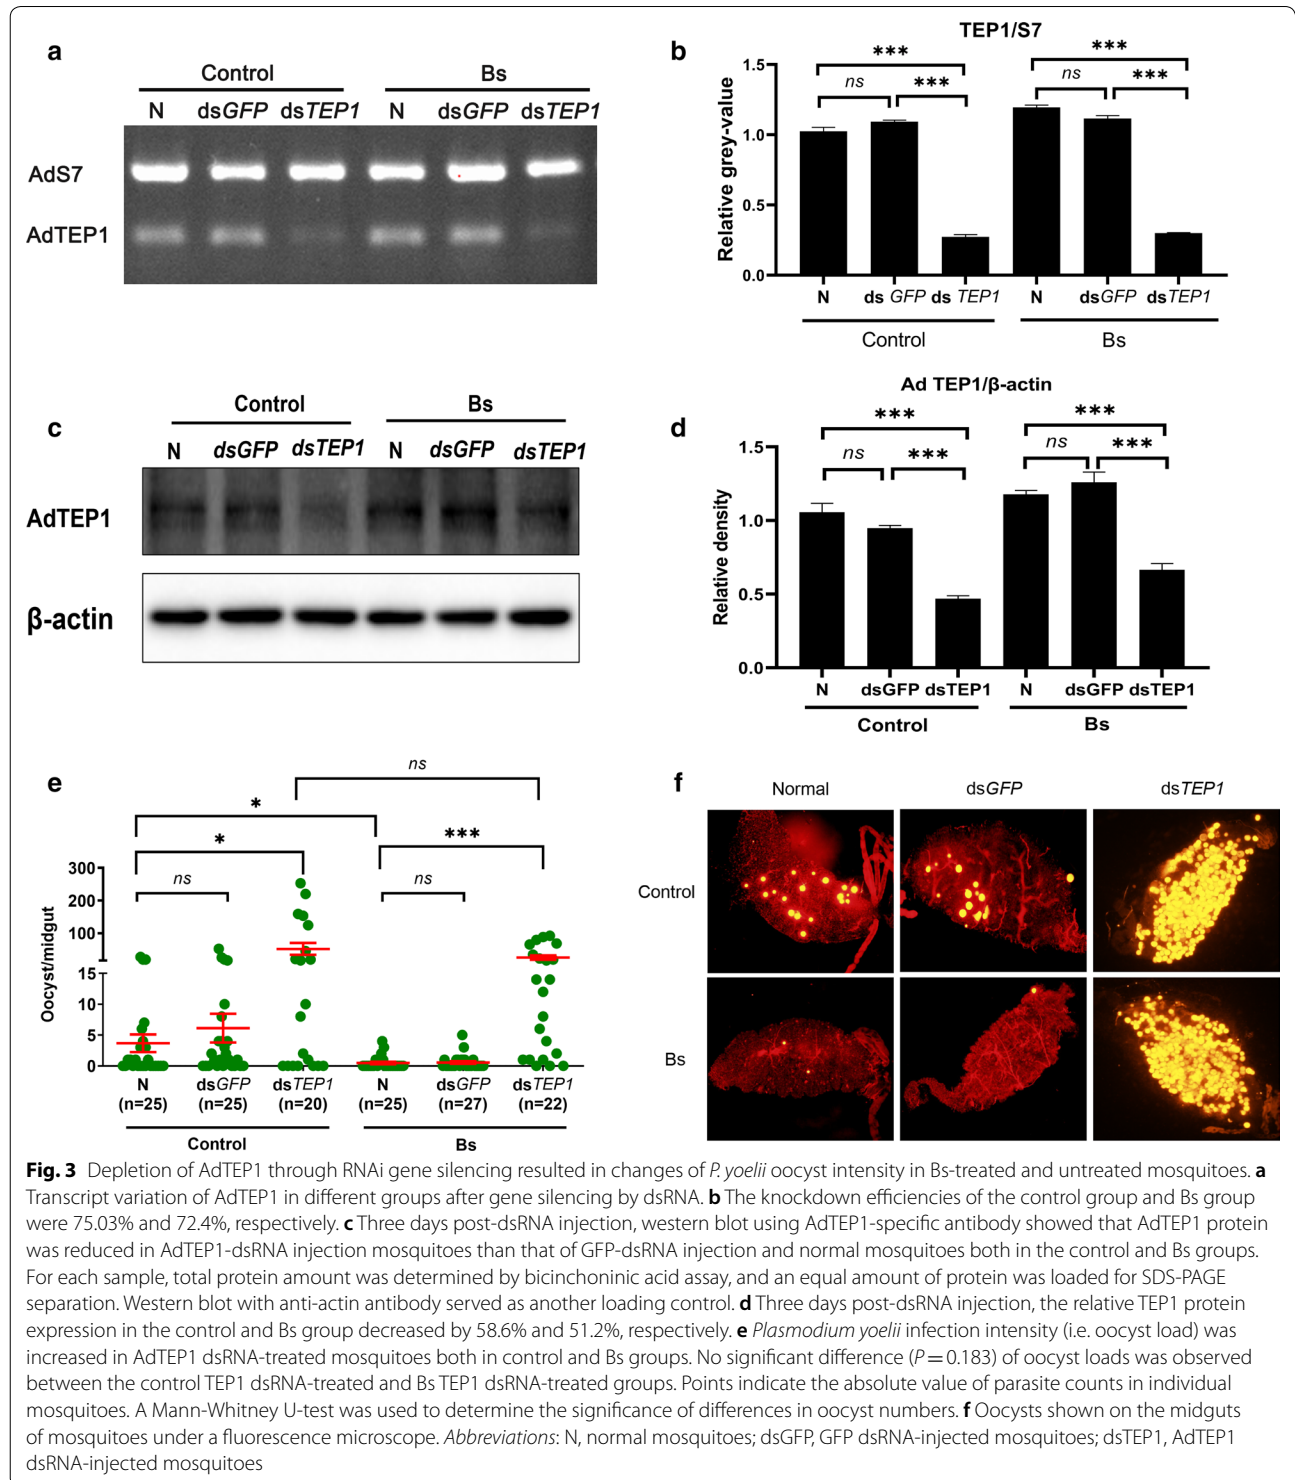 a
Control
Bs
N
dsGFP
dsTEP1
N
dsGFP
dsTEP1
AdS7
AdTEP1
b
TEP1/S7
***
***
ns
***
ns
***
Relative grey-value
1.5
1.0
0.5
0.0
N
ds GFP
ds TEP1
N
dsGFP
dsTEP1
Control
Bs
c
Control
Bs
N
dsGFP
dsTEP1
N
dsGFP
dsTEP1
AdTEP1
β-actin
d
Ad TEP1/β-actin
***
***
ns
***
ns
***
Relative density
1.5
1.0
0.5
0.0
N
dsGFP
dsTEP1
N
dsGFP
dsTEP1
Control
Bs
e
ns
*
*
***
ns
ns
Oocyst/midgut
300
200
100
15
10
5
0
N
dsGFP
dsTEP1
N
dsGFP
dsTEP1
(n=25)
(n=25)
(n=20)
(n=25)
(n=27)
(n=22)
Control
Bs
f
Normal
dsGFP
dsTEP1
Control
Bs
Fig. 3 Depletion of AdTEP1 through RNAi gene silencing resulted in changes of P. yoelii oocyst intensity in Bs-treated and untreated mosquitoes. a
Transcript variation of AdTEP1 in different groups after gene silencing by dsRNA. b The knockdown efficiencies of the control group and Bs group
were 75.03% and 72.4%, respectively. c Three days post-dsRNA injection, western blot using AdTEP1-specific antibody showed that AdTEP1 protein
was reduced in AdTEP1-dsRNA injection mosquitoes than that of GFP-dsRNA injection and normal mosquitoes both in the control and Bs groups.
For each sample, total protein amount was determined by bicinchoninic acid assay, and an equal amount of protein was loaded for SDS-PAGE
separation. Western blot with anti-actin antibody served as another loading control. d Three days post-dsRNA injection, the relative TEP1 protein
expression in the control and Bs group decreased by 58.6% and 51.2%, respectively. e Plasmodium yoelii infection intensity (i.e. oocyst load) was
increased in AdTEP1 dsRNA-treated mosquitoes both in control and Bs groups. No significant difference (P = 0.183) of oocyst loads was observed
between the control TEP1 dsRNA-treated and Bs TEP1 dsRNA-treated groups. Points indicate the absolute value of parasite counts in individual
mosquitoes. A Mann-Whitney U-test was used to determine the significance of differences in oocyst numbers. f Oocysts shown on the midguts
of mosquitoes under a fluorescence microscope. Abbreviations: N, normal mosquitoes; dsGFP, GFP dsRNA-injected mosquitoes; dsTEP1, AdTEP1
dsRNA-injected mosquitoes